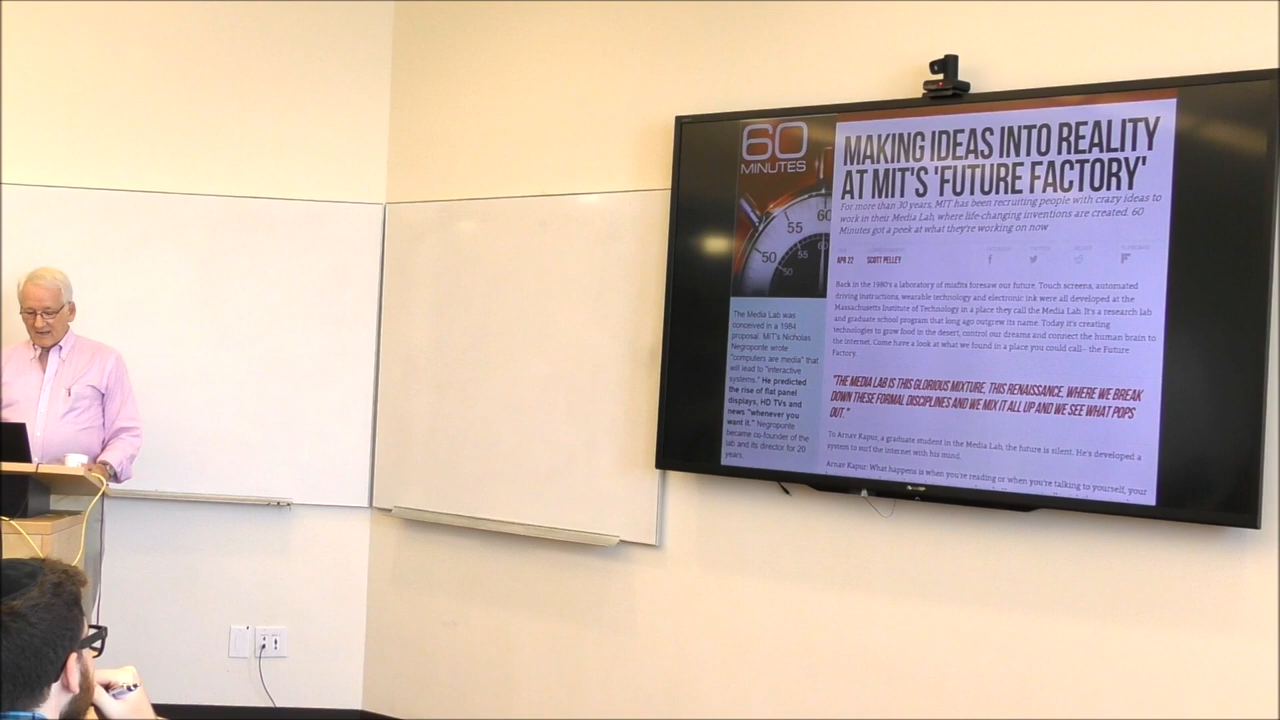 60
MINUTES
60
55
50
60
55
50
The Media Lab was
conceived in a 1984
proposal. MIT's Nicholas
Negroponte wrote
"computers are media" that
will lead to "interactive
systems." He predicted
the rise of flat panel
displays, HD TVs and
news "whenever you
want it." Negroponte
became co-founder of the
lab and its director for 20
years.
MAKING IDEAS INTO REALITY
AT MIT'S 'FUTURE FACTORY'
For more than 30 years, MIT has been recruiting people with crazy ideas to
work in their Media Lab, where life-changing inventions are created. 60
Minutes got a peek at what they're working on now
APR 22 SCOTT PELLEY
Back in the 1980's a laboratory of misfits foresaw our future. Touch screens, automated
driving instructions, wearable technology and electronic ink were all developed at the
Massachusetts Institute of Technology in a place they call the Media Lab. It's a research lab
and graduate school program that long ago outgrew its name. Today it's creating
technologies to grow food in the desert, control our dreams and connect the human brain to
the internet. Come have a look at what we found in a place you could call-- the Future
Factory.
"THE MEDIA LAB IS THIS GLORIOUS MIXTURE, THIS RENAISSANCE, WHERE WE BREAK
DOWN THESE FORMAL DISCIPLINES AND WE MIX IT ALL UP AND WE SEE WHAT POPS
OUT."
To Arnav Kapur, a graduate student in the Media Lab, the future is silent. He's developed a
system to surf the internet with his mind.
Arnav Kapur: What happens is when you're reading or when you're talking to yourself, your